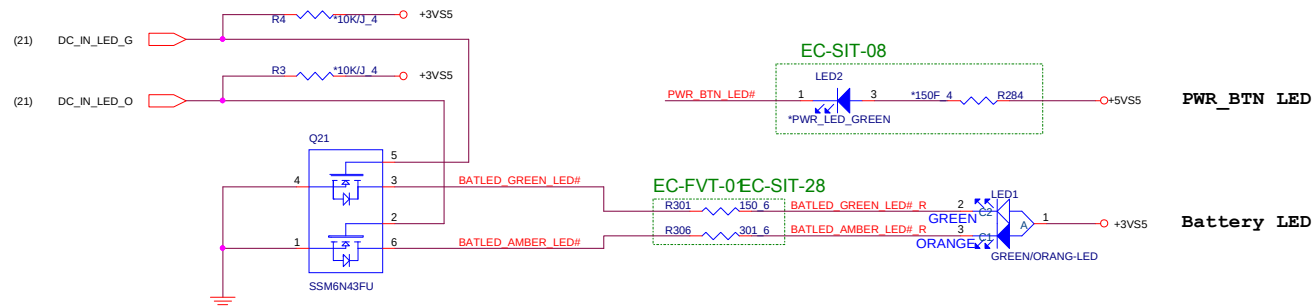 R4 *10K/J_4 +3VS5
(21) DC_IN_LED_G
R3 *10K/J_4 +3VS5
(21) DC_IN_LED_O
EC-SIT-08
LED2
PWR_BTN_LED# 1 3 *150F_4 R284 +5VS5 PWR_BTN LED
*PWR_LED_GREEN
Q21
5
4 3 BATLED_GREEN_LED#
2
1 6 BATLED_AMBER_LED#
SSM6N43FU
EC-FVT-01EC-SIT-28
LED1
R301 150_6 BATLED_GREEN_LED#_R 2
GREEN C2
R306 301_6 BATLED_AMBER_LED#_R 3
ORANGE C1
A 1 +3VS5 Battery LED
GREEN/ORANG-LED